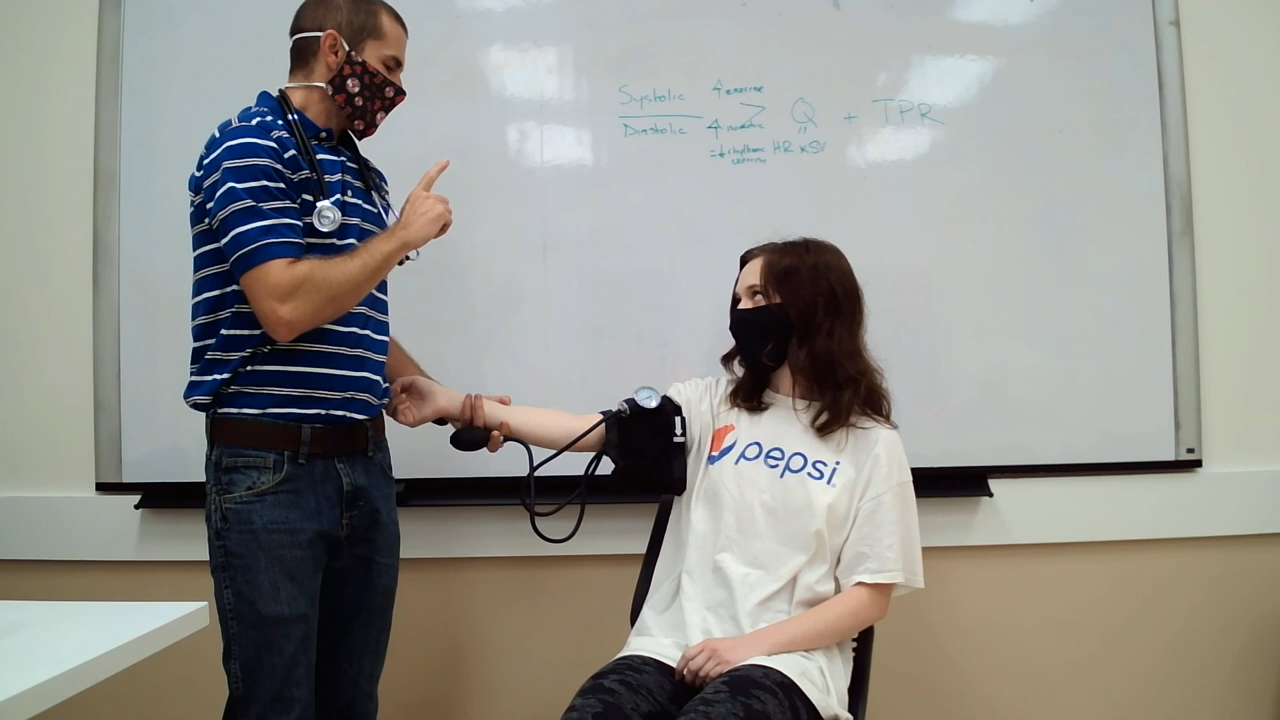 Systolic ↑ exercise
Diastolic ↑
Q + TPR
=
HR x SV
pepsi